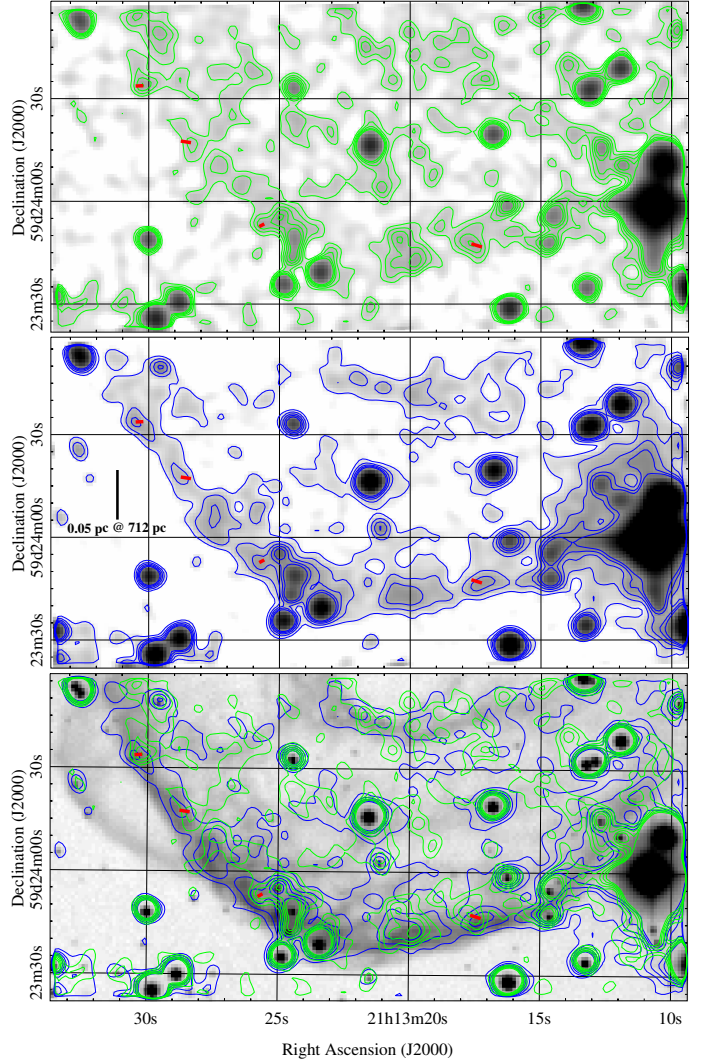 Declination (J2000)
30s
59d24m00s
23m30s
Declination (J2000)
30s
59d24m00s
23m30s
0.05 pc @ 712 pc
Declination (J2000)
30s
59d24m00s
23m30s
30s
25s
21h13m20s
15s
10s
Right Ascension (J2000)